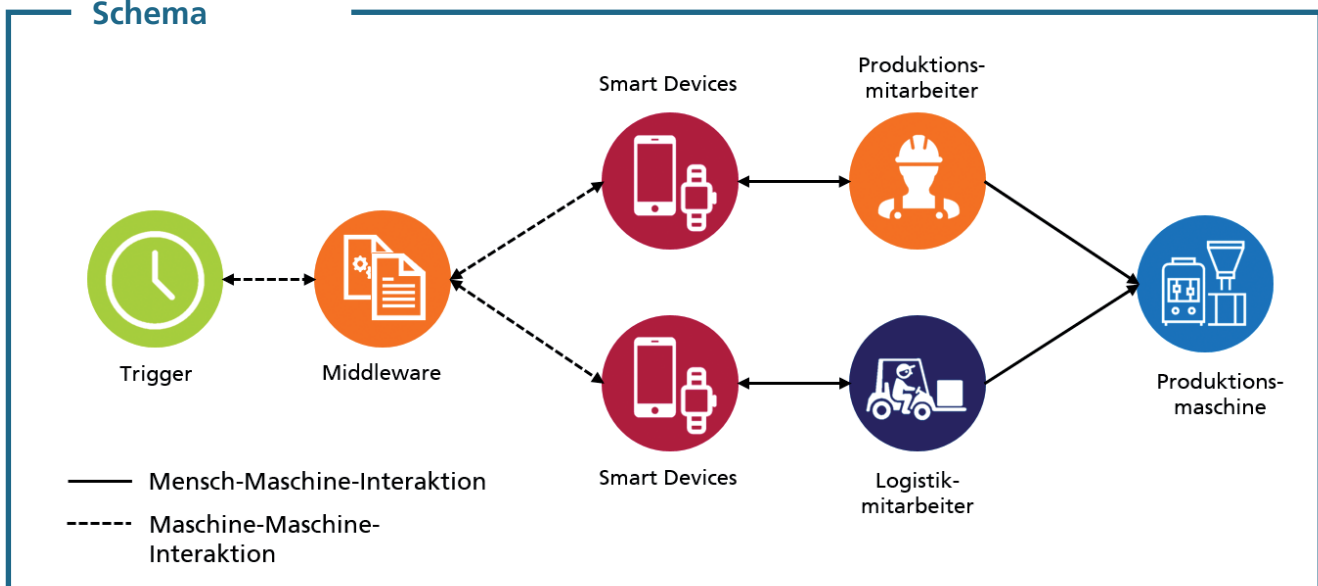 Schema
Smart Devices
Produktions-
mitarbeiter
Trigger
Middleware
Smart Devices
Logistik-
mitarbeiter
Produktions-
maschine
Mensch-Maschine-Interaktion
Maschine-Maschine-
Interaktion